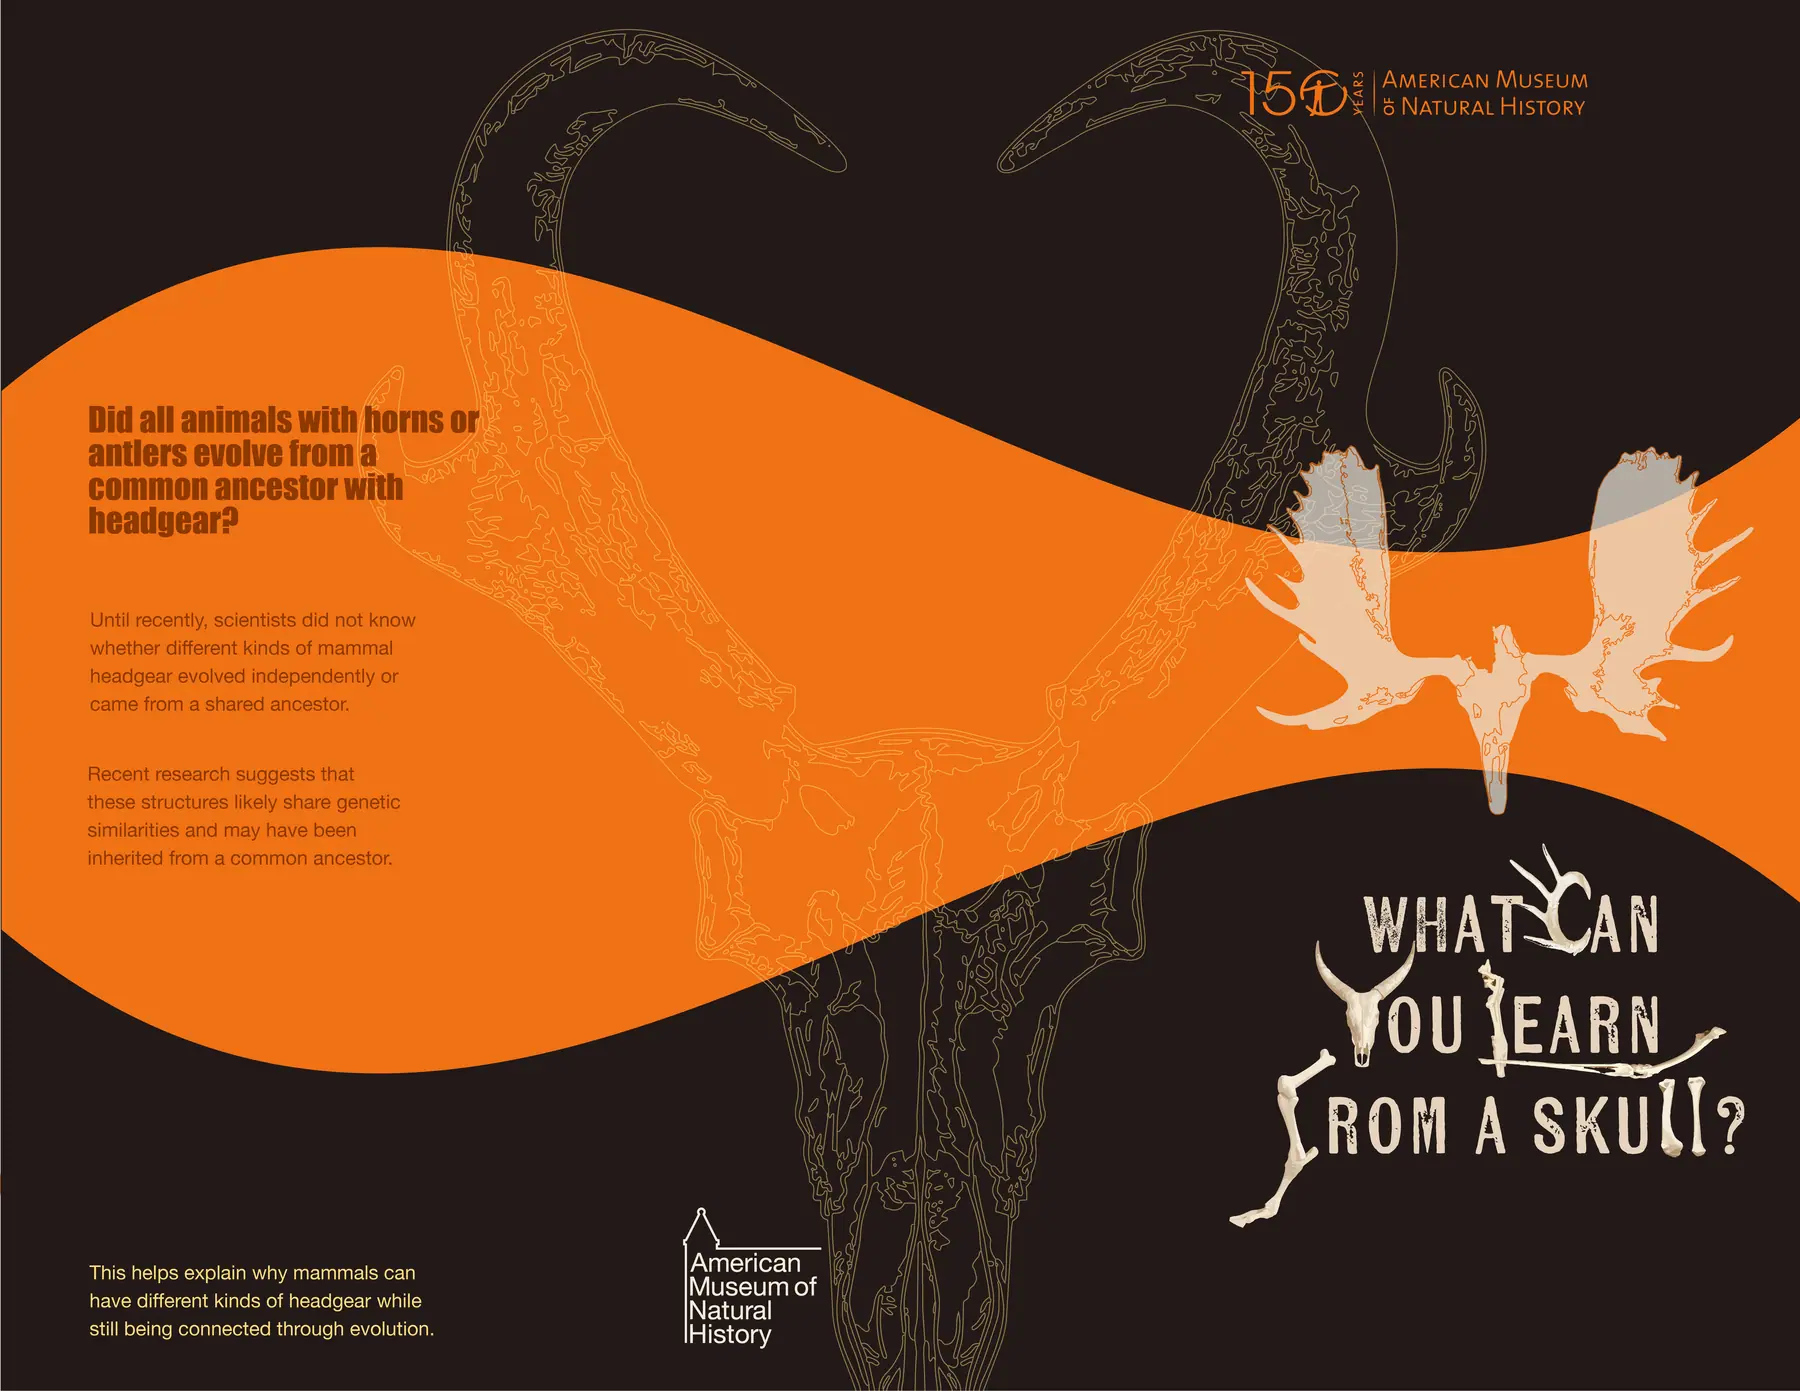 150 YEARS
AMERICAN MUSEUM
OF NATURAL HISTORY
Did all animals with horns or
antlers evolve from a
common ancestor with
headgear?
Until recently, scientists did not know
whether different kinds of mammal
headgear evolved independently or
came from a shared ancestor.
Recent research suggests that
these structures likely share genetic
similarities and may have been
inherited from a common ancestor.
This helps explain why mammals can
have different kinds of headgear while
still being connected through evolution.
American
Museum of
Natural
History
WHAT CAN
YOU LEARN
FROM A SKULL?